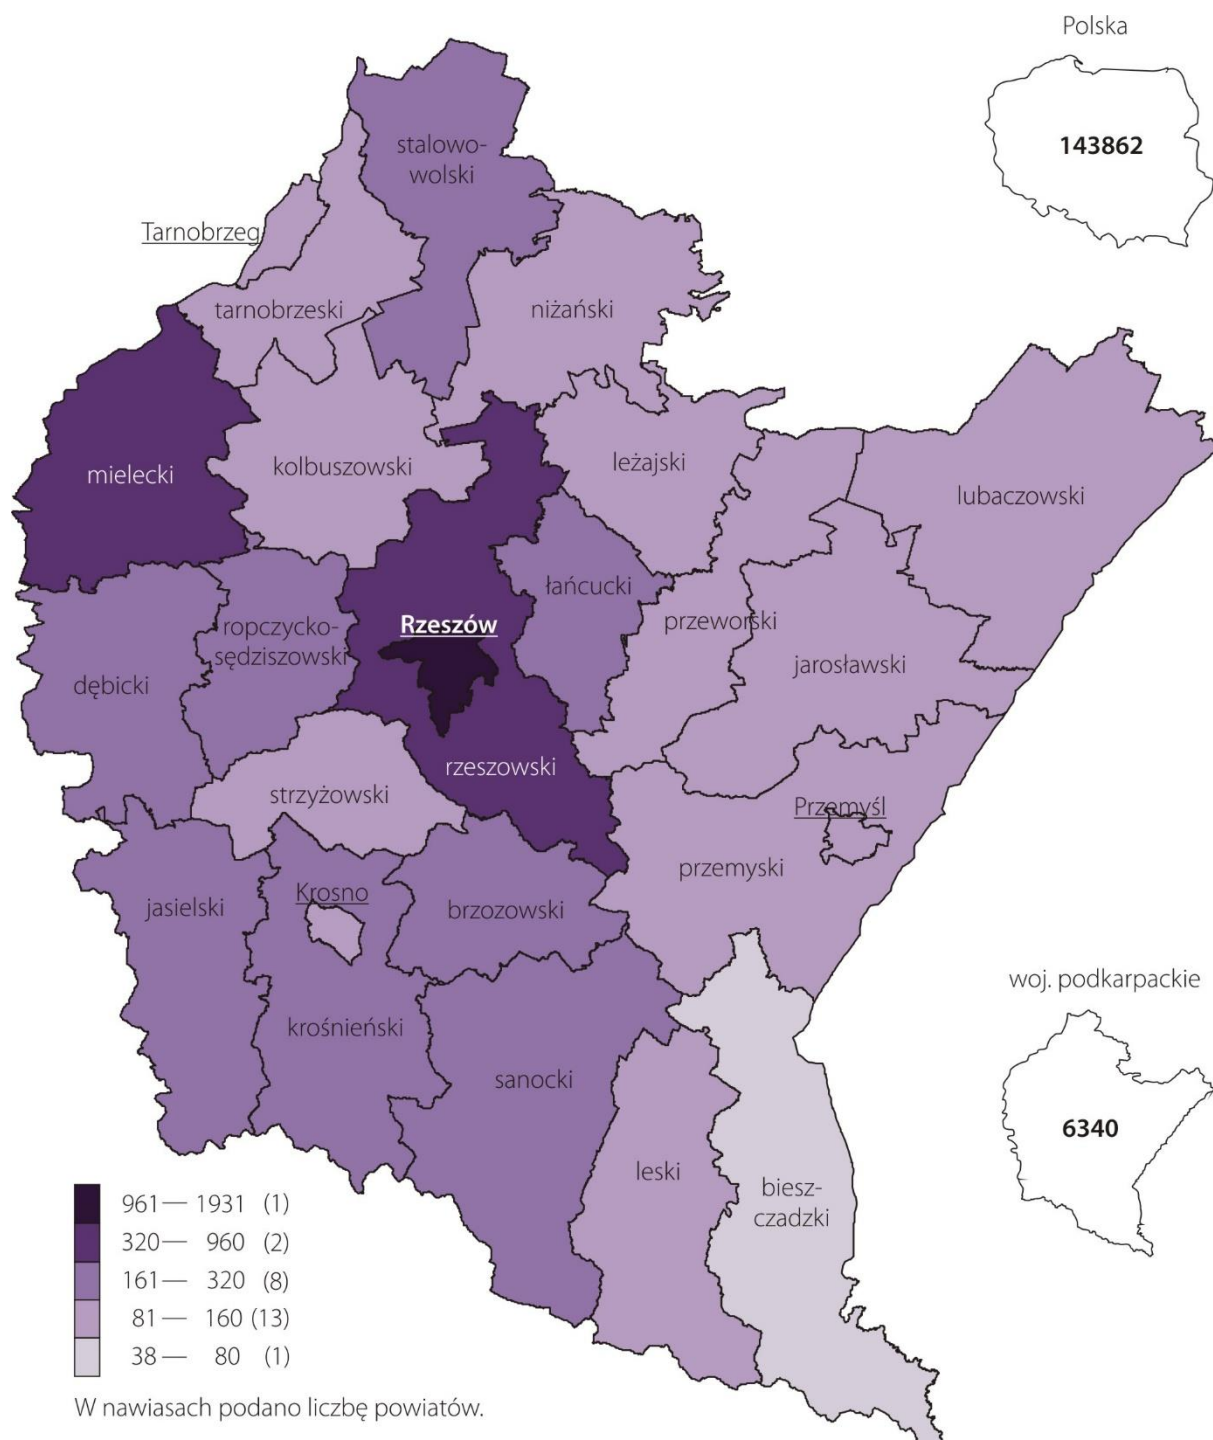 Polska
143862
stalowo-
wolski
Tarnobrzeg
tarnobrzeski
niżański
mielecki
kolbuszowski
leżajski
lubaczowski
łańcucki
Rzeszów
ropczycko-
sędziszowski
przeworski
jarosławski
dębicki
rzeszowski
strzyżowski
Przemyśl
przemyski
Krosno
jasielski
brzozowski
woj. podkarpackie
krośnieński
sanocki
6340
leski
biesz-
czadzki
961— 1931 (1)
320— 960 (2)
161— 320 (8)
81— 160 (13)
38— 80 (1)
W nawiasach podano liczbę powiatów.